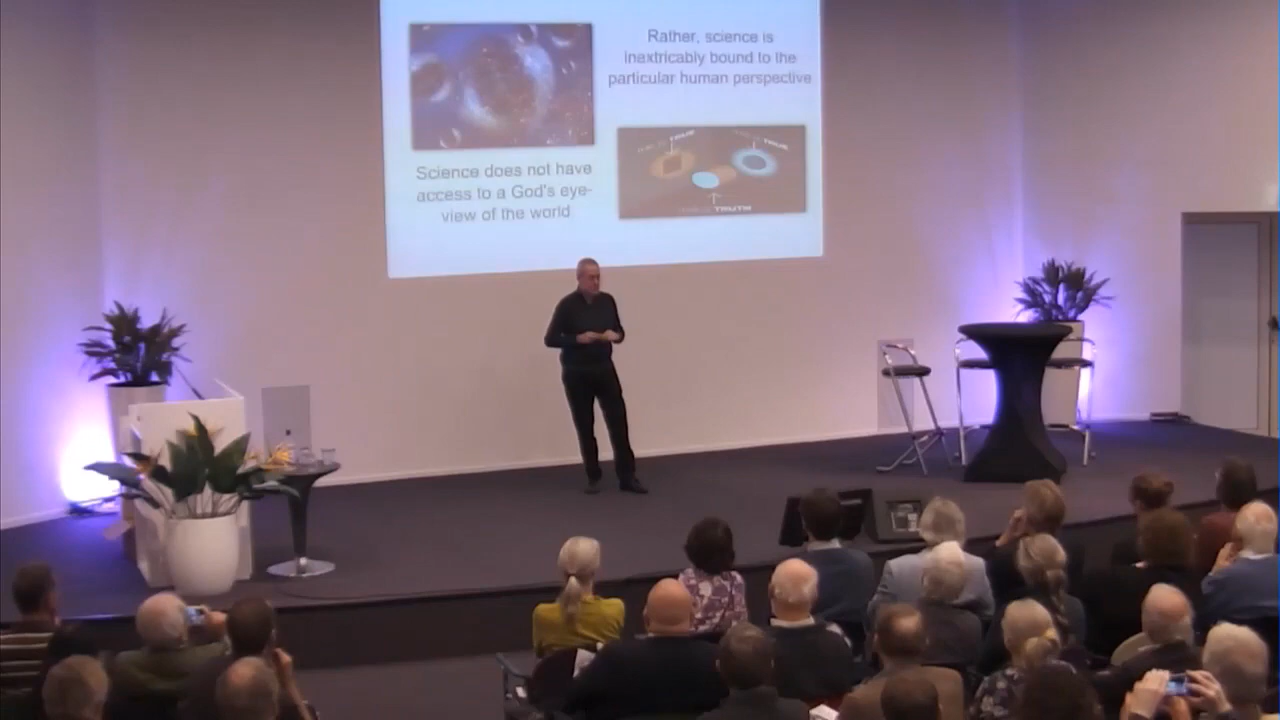 Rather, science is
inextricably bound to the
particular human perspective
Science does not have
access to a God's eye-
view of the world
TRUE
TRUE
TRUTH